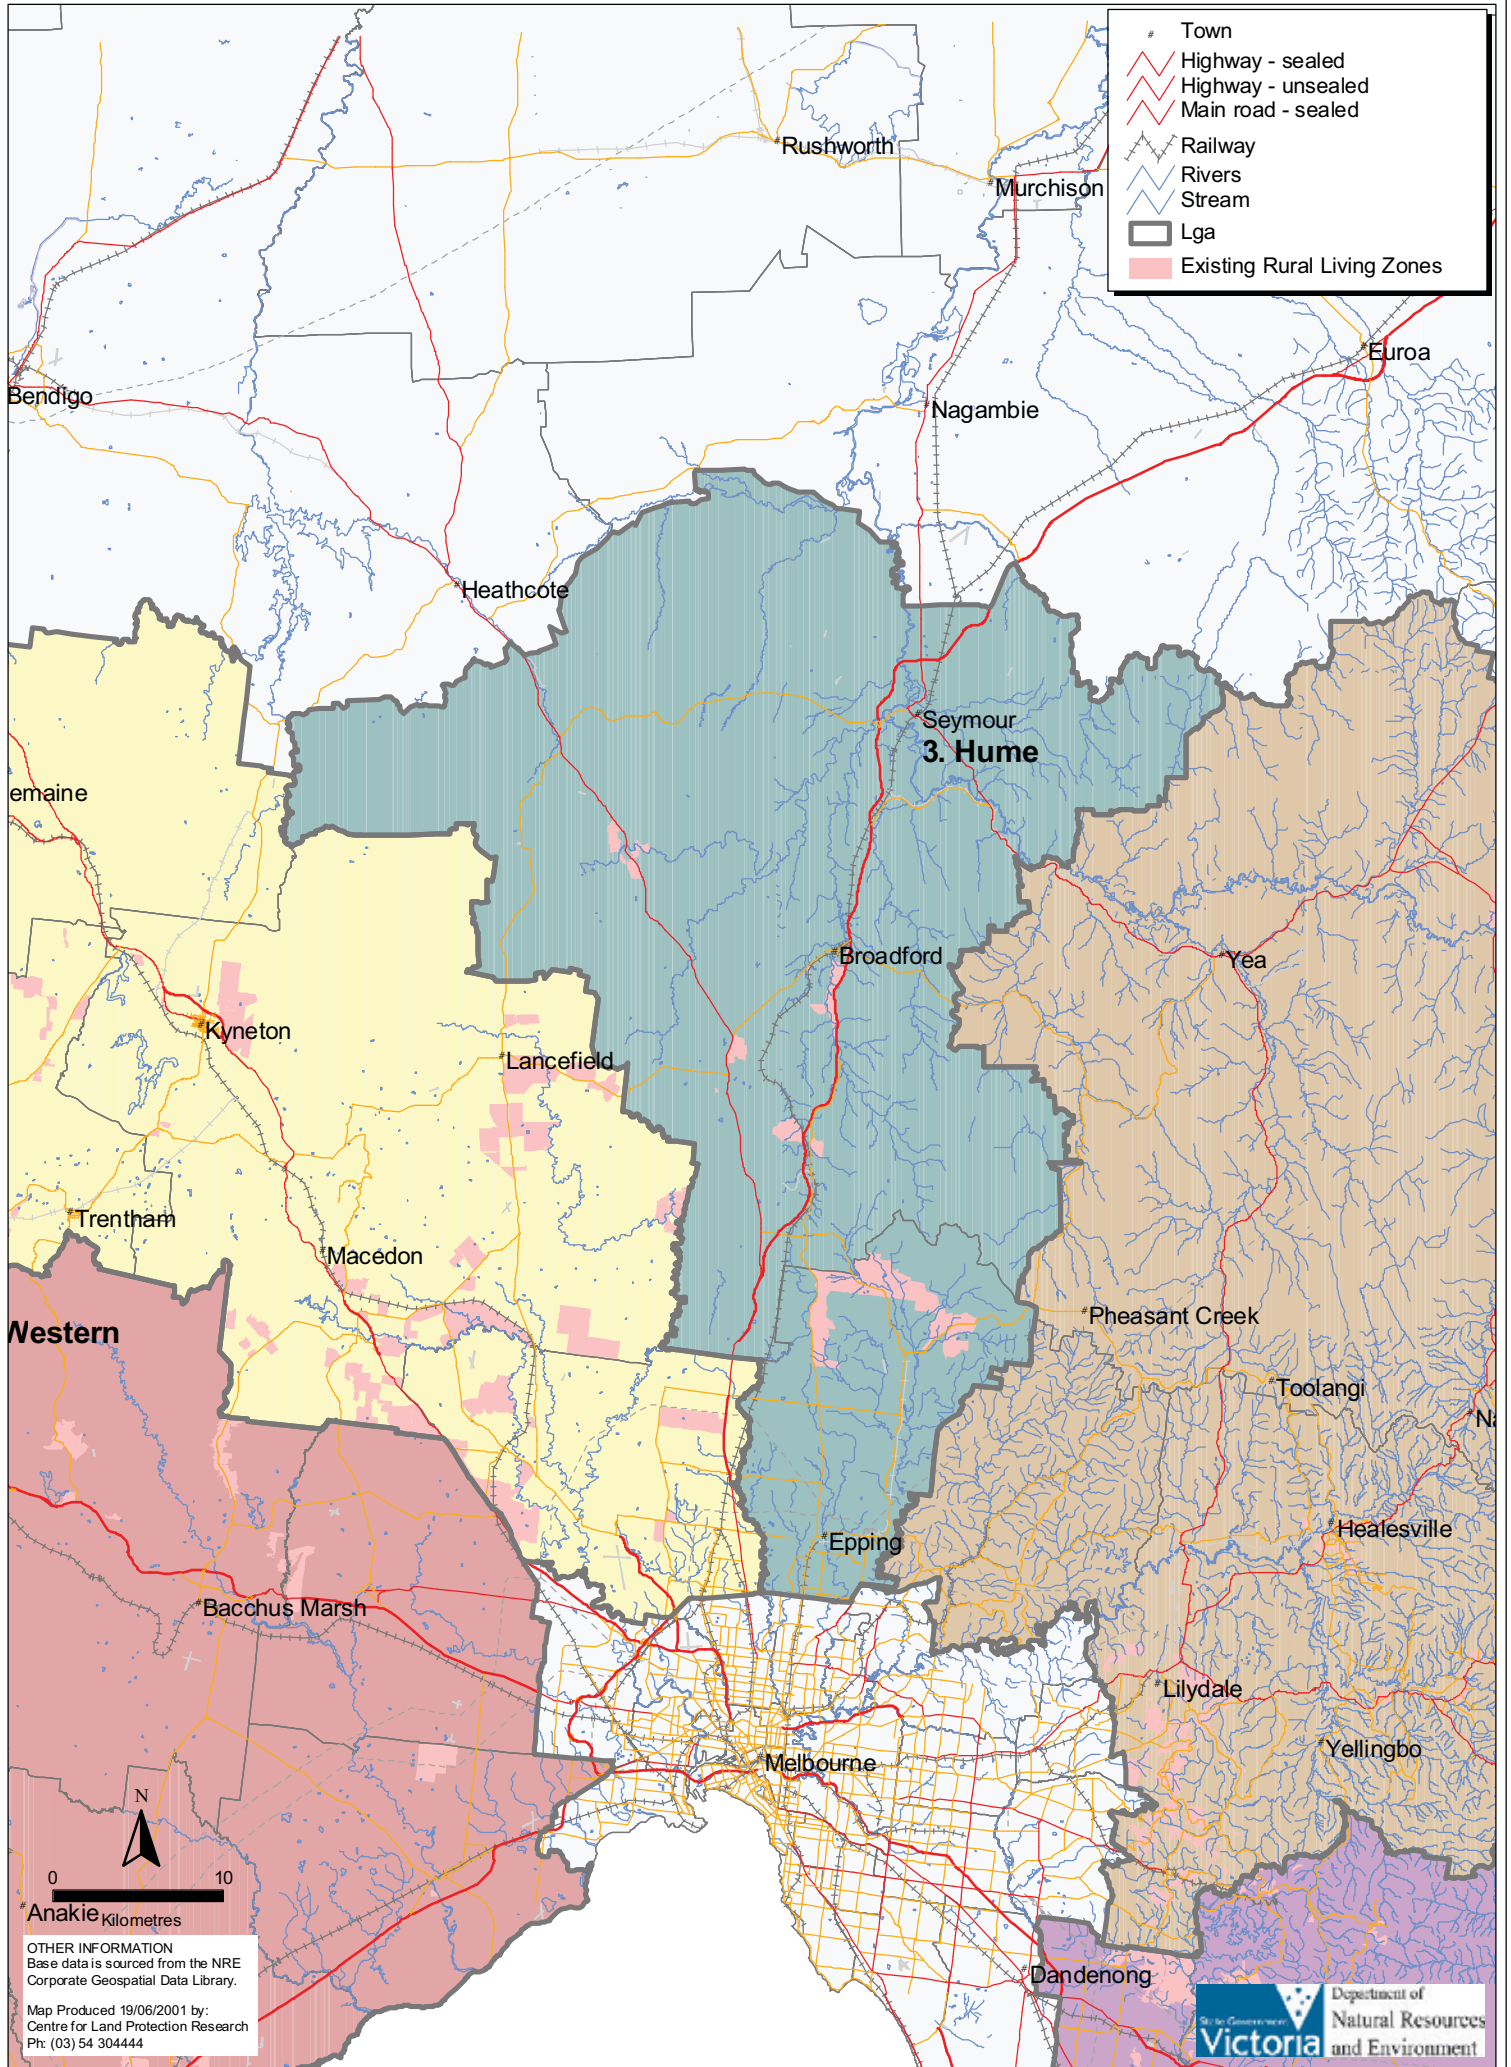 # Town
Highway - sealed
Highway - unsealed
Main road - sealed
Railway
Rivers
Stream
Lga
Existing Rural Living Zones
#Rushworth
#Murchison
#Euroa
Bendigo
#Nagambie
#Heathcote
#Seymour
3. Hume
emaine
#Broadford
#Yea
#Kyneton
#Lancefield
#Trentham
#Macedon
#Pheasant Creek
Western
#Toolangi
#Na
#Healesville
#Epping
#Bacchus Marsh
#Lilydale
#Yellingbo
#Melbourne
N
0 10
Kilometres
#Anakie
#Dandenong
OTHER INFORMATION
Base data is sourced from the NRE
Corporate Geospatial Data Library.
Map Produced 19/06/2001 by:
Centre for Land Protection Research
Ph: (03) 54 304444
State Government
Victoria
Department of
Natural Resources
and Environment